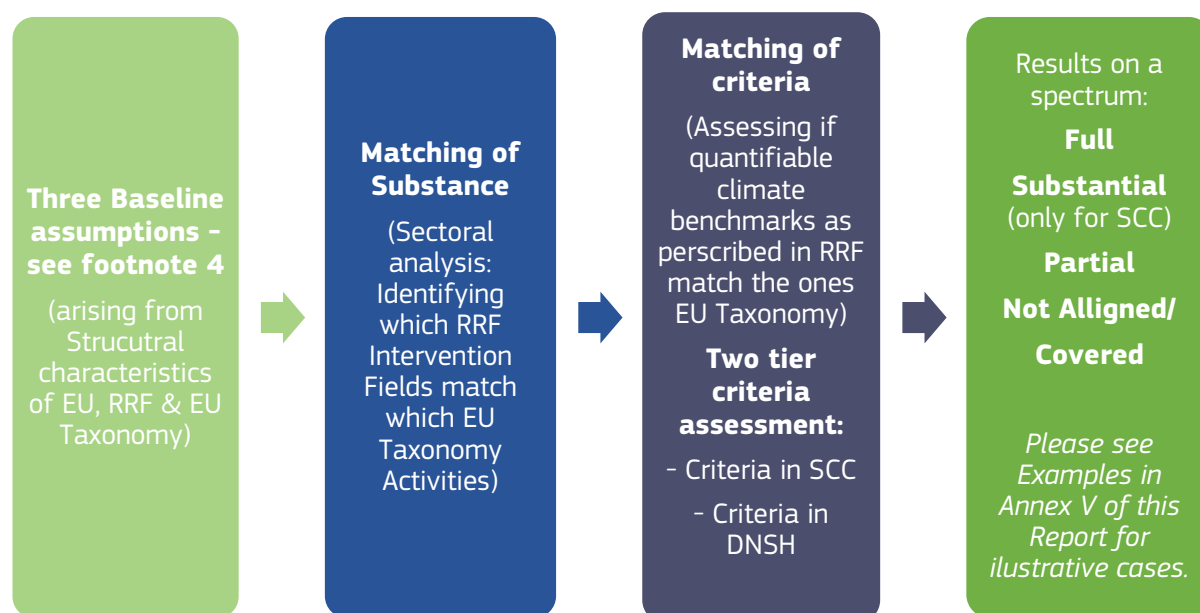 Three Baseline
assumptions –
see footnote 4
(arising from
Strucutral
characteristics
of EU, RRF & EU
Taxonomy)
Matching of
Substance
(Sectoral
analysis:
Identifying
which RRF
Intervention
Fields match
which EU
Taxonomy
Activities)
Matching of
criteria
(Assessing if
quantifiable
climate
benchmarks as
perscribed in RRF
match the ones
EU Taxonomy)
Two tier
criteria
assessment:
- Criteria in SCC
- Criteria in
DNSH
Results on a
spectrum:
Full
Substantial
(only for SCC)
Partial
Not Alligned/
Covered
Please see
Examples in
Annex V of this
Report for
ilustrative cases.